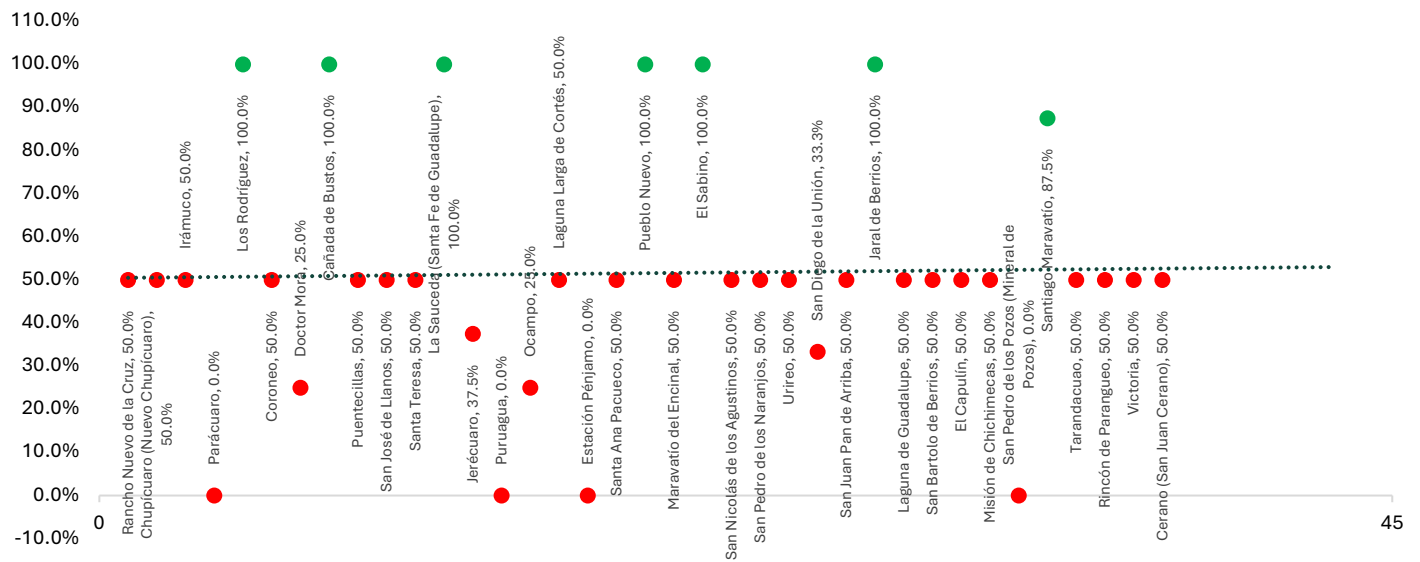 110.0%
100.0%
90.0%
80.0%
70.0%
60.0%
50.0%
40.0%
30.0%
20.0%
10.0%
0.0%
-10.0%
0
45
Rancho Nuevo de la Cruz, 50.0%
Chupícuaro (Nuevo Chupícuaro),
50.0%
Irámuco, 50.0%
Parácuaro, 0.0%
Los Rodríguez, 100.0%
Coroneo, 50.0%
Doctor Mora, 25.0%
Cañada de Bustos, 100.0%
Puentecillas, 50.0%
San José de Llanos, 50.0%
Santa Teresa, 50.0%
La Sauceda (Santa Fe de Guadalupe),
100.0%
Jerécuaro, 37.5%
Puruagua, 0.0%
Ocampo, 25.0%
Laguna Larga de Cortés, 50.0%
Estación Pénjamo, 0.0%
Santa Ana Pacueco, 50.0%
Pueblo Nuevo, 100.0%
Maravatío del Encinal, 50.0%
El Sabino, 100.0%
San Nicolás de los Agustinos, 50.0%
San Pedro de los Naranjos, 50.0%
Urireo, 50.0%
San Diego de la Unión, 33.3%
San Juan Pan de Arriba, 50.0%
Jaral de Berrios, 100.0%
Laguna de Guadalupe, 50.0%
San Bartolo de Berrios, 50.0%
El Capulín, 50.0%
Misión de Chichimecas, 50.0%
San Pedro de los Pozos (Mineral de
Pozos), 0.0%
Santiago Maravatío, 87.5%
Tarandacuao, 50.0%
Rincón de Parangueo, 50.0%
Victoria, 50.0%
Cerano (San Juan Cerano), 50.0%